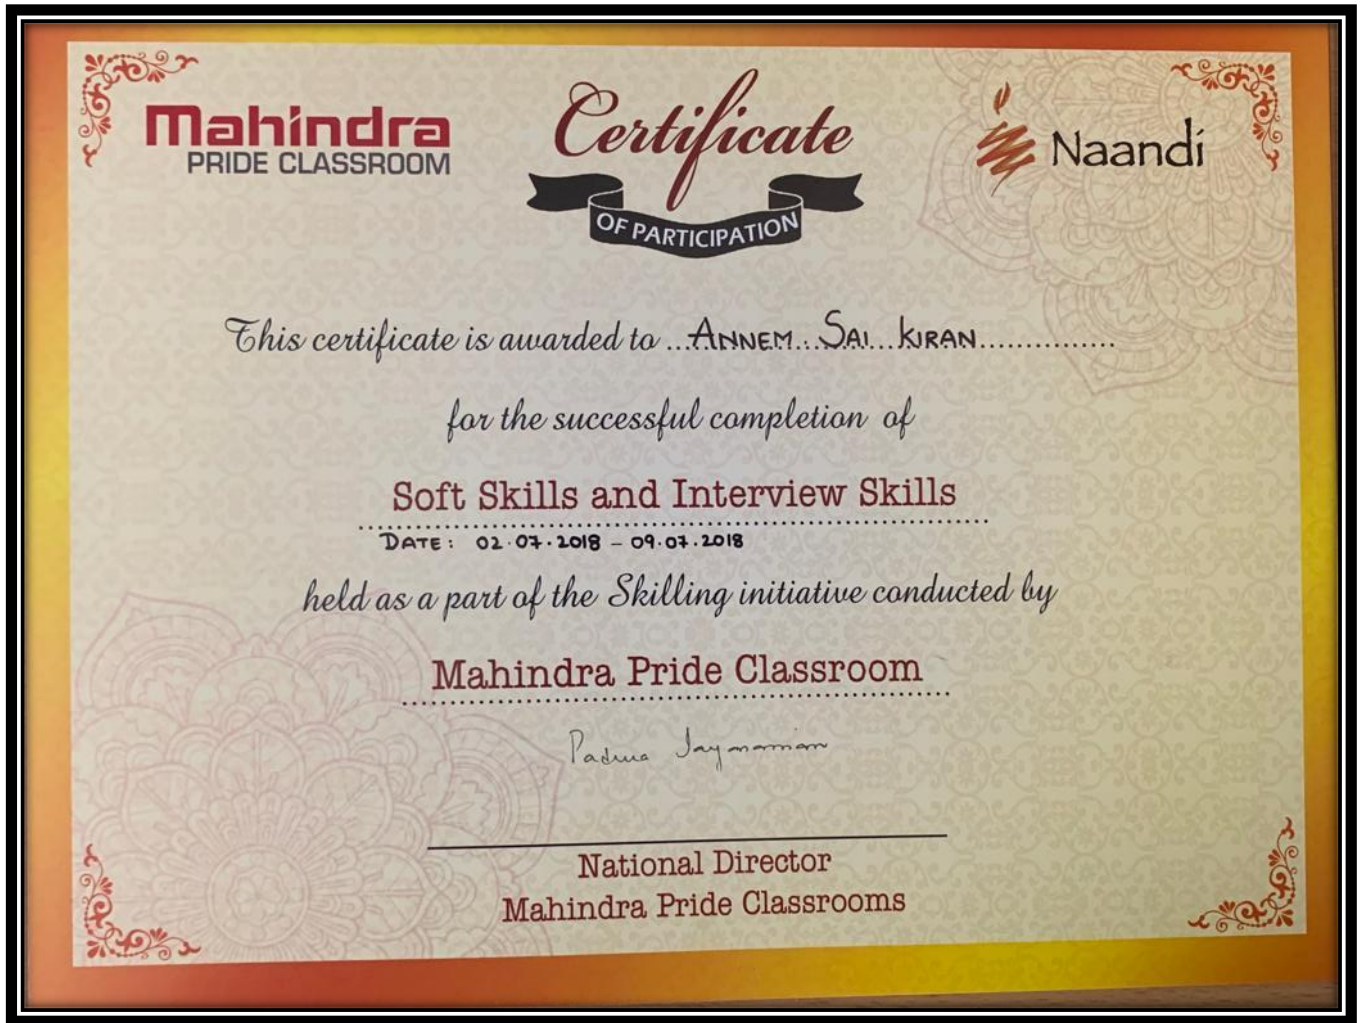 Mahindra
PRIDE CLASSROOM
Certificate
OF PARTICIPATION
Naandi
This certificate is awarded to ...ANNEM...SAI...KIRAN...............
for the successful completion of
Soft Skills and Interview Skills
DATE: 02.07.2018 - 09.07.2018
held as a part of the Skilling initiative conducted by
Mahindra Pride Classroom
Padma
National Director
Mahindra Pride Classrooms